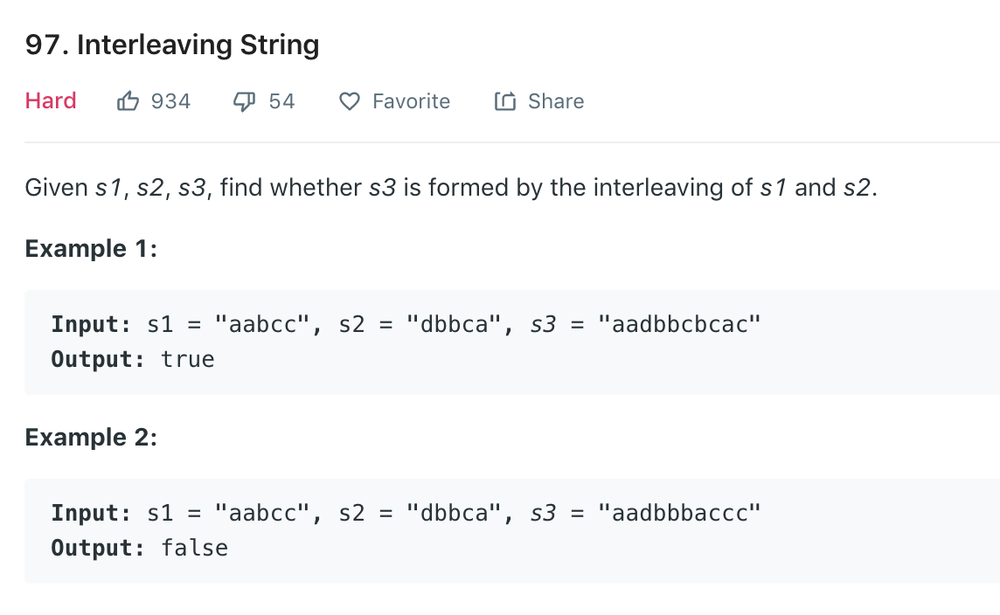 97. Interleaving String
Hard 934 54 Favorite Share
Given s1, s2, s3, find whether s3 is formed by the interleaving of s1 and s2.
Example 1:
Input: s1 = "aabcc", s2 = "dbbca", s3 = "aadbbcbcac"
Output: true
Example 2:
Input: s1 = "aabcc", s2 = "dbbca", s3 = "aadbbbaccc"
Output: false